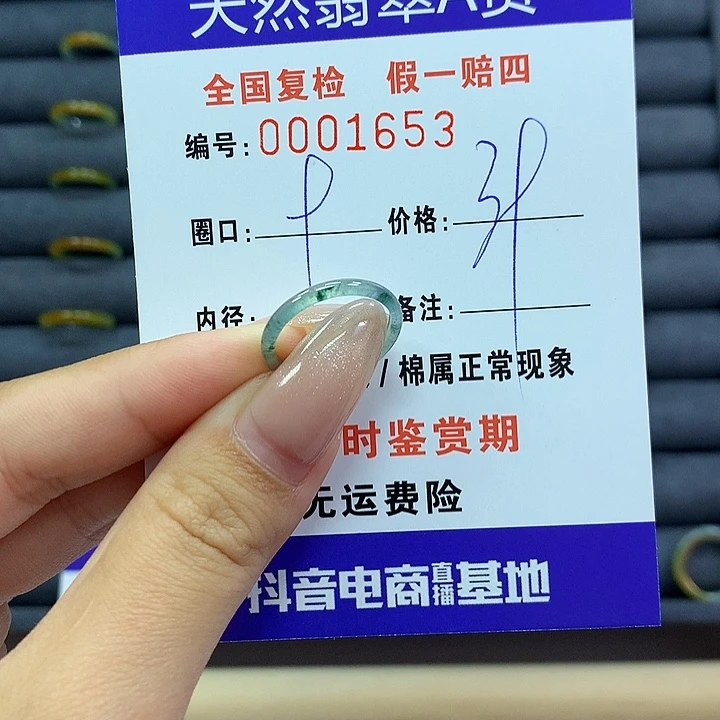 天然翡翠A货
全国复检 假一赔四
编号: 0001653
圈口: 价格:
内径: 备注:
/ 棉属正常现象
时鉴赏期
无运费险
抖音电商直播基地